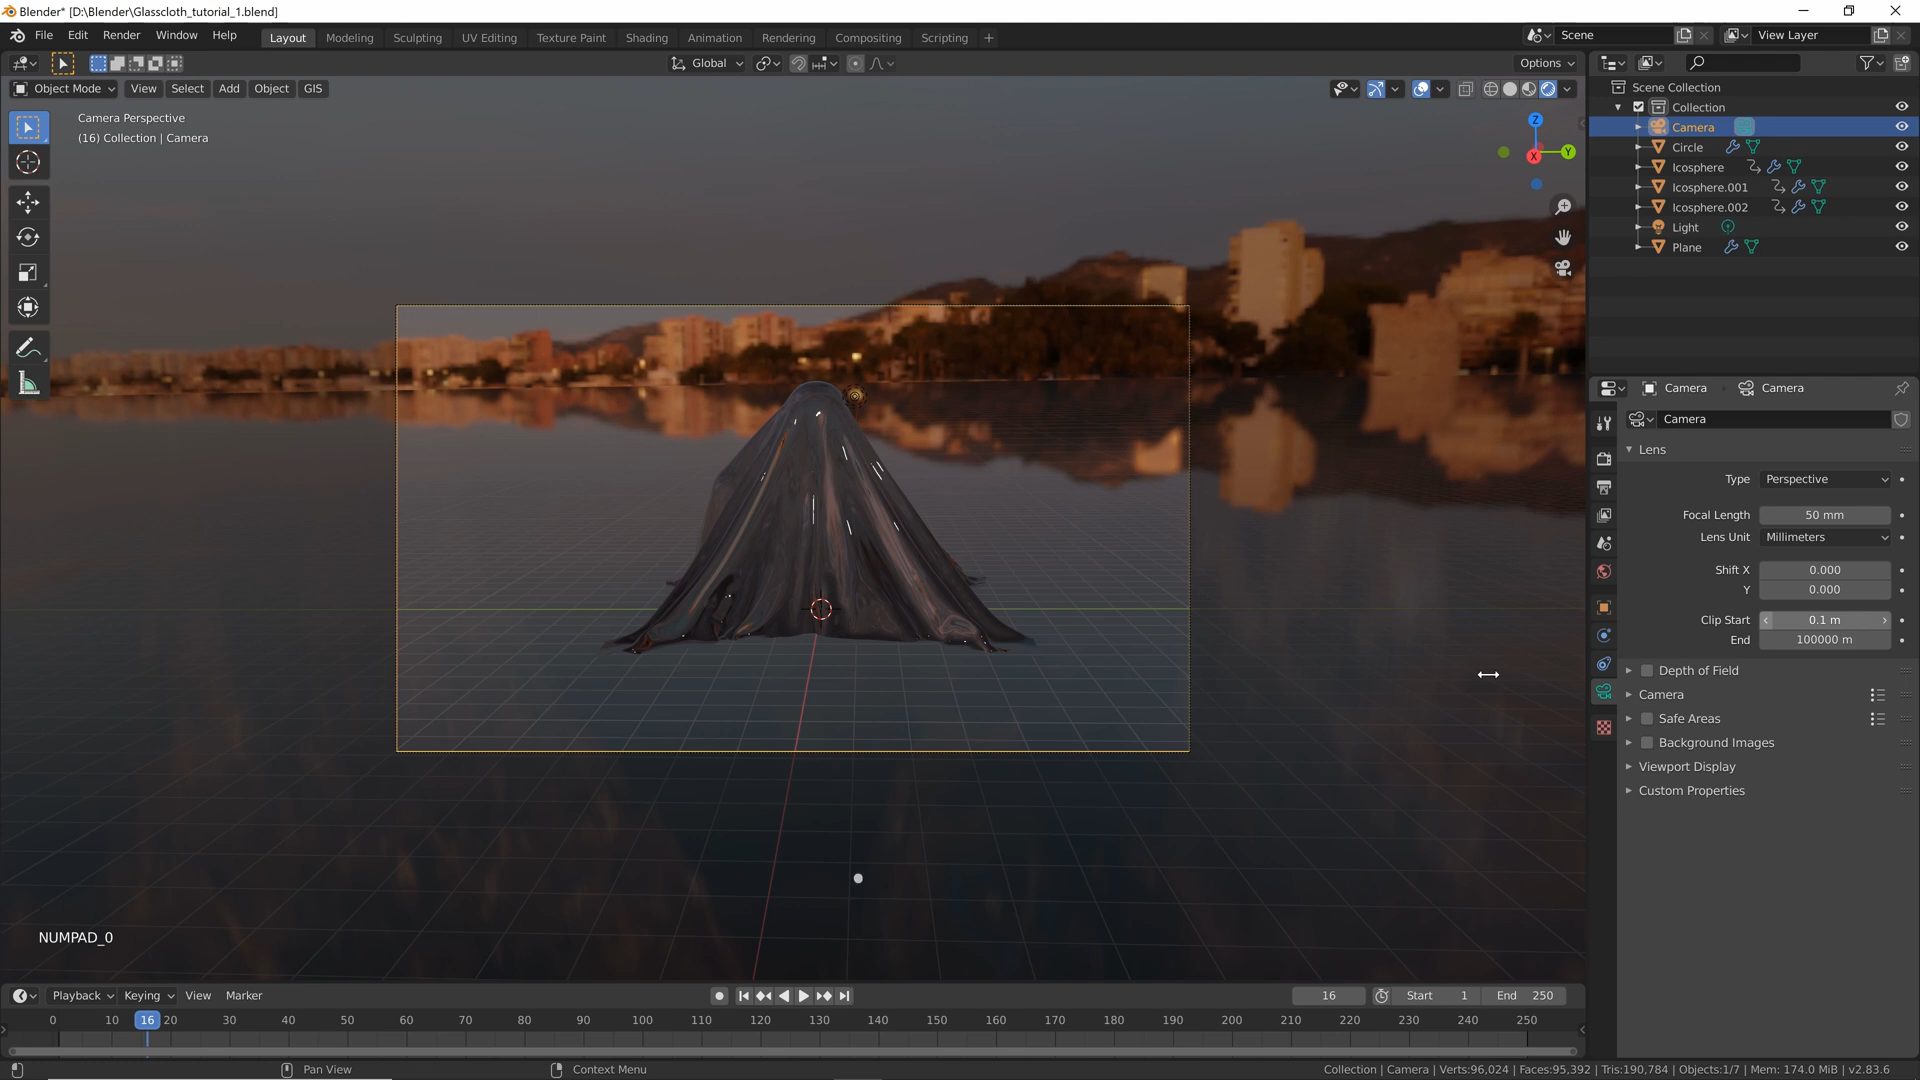 Blender* [D:\Blender\Glasscloth_tutorial_1.blend]
File Edit Render Window Help Layout Modeling Sculpting UV Editing Texture Paint Shading Animation Rendering Compositing Scripting + Scene View Layer
Global Options
Object Mode View Select Add Object GIS
Camera Perspective
(16) Collection | Camera
Z
Y
X
Scene Collection
Collection
Camera
Circle
Icosphere
Icosphere.001
Icosphere.002
Light
Plane
Camera Camera
Camera
Lens
Type Perspective
Focal Length 50 mm
Lens Unit Millimeters
Shift X 0.000
Y 0.000
Clip Start 0.1 m
End 100000 m
Depth of Field
Camera
Safe Areas
Background Images
Viewport Display
Custom Properties
NUMPAD_0
Playback Keying View Marker 16 Start 1 End 250
0 10 16 20 30 40 50 60 70 80 90 100 110 120 130 140 150 160 170 180 190 200 210 220 230 240 250
Pan View Context Menu Collection | Camera | Verts:96,024 | Faces:95,392 | Tris:190,784 | Objects:1/7 | Mem: 174.0 MiB | v2.83.6